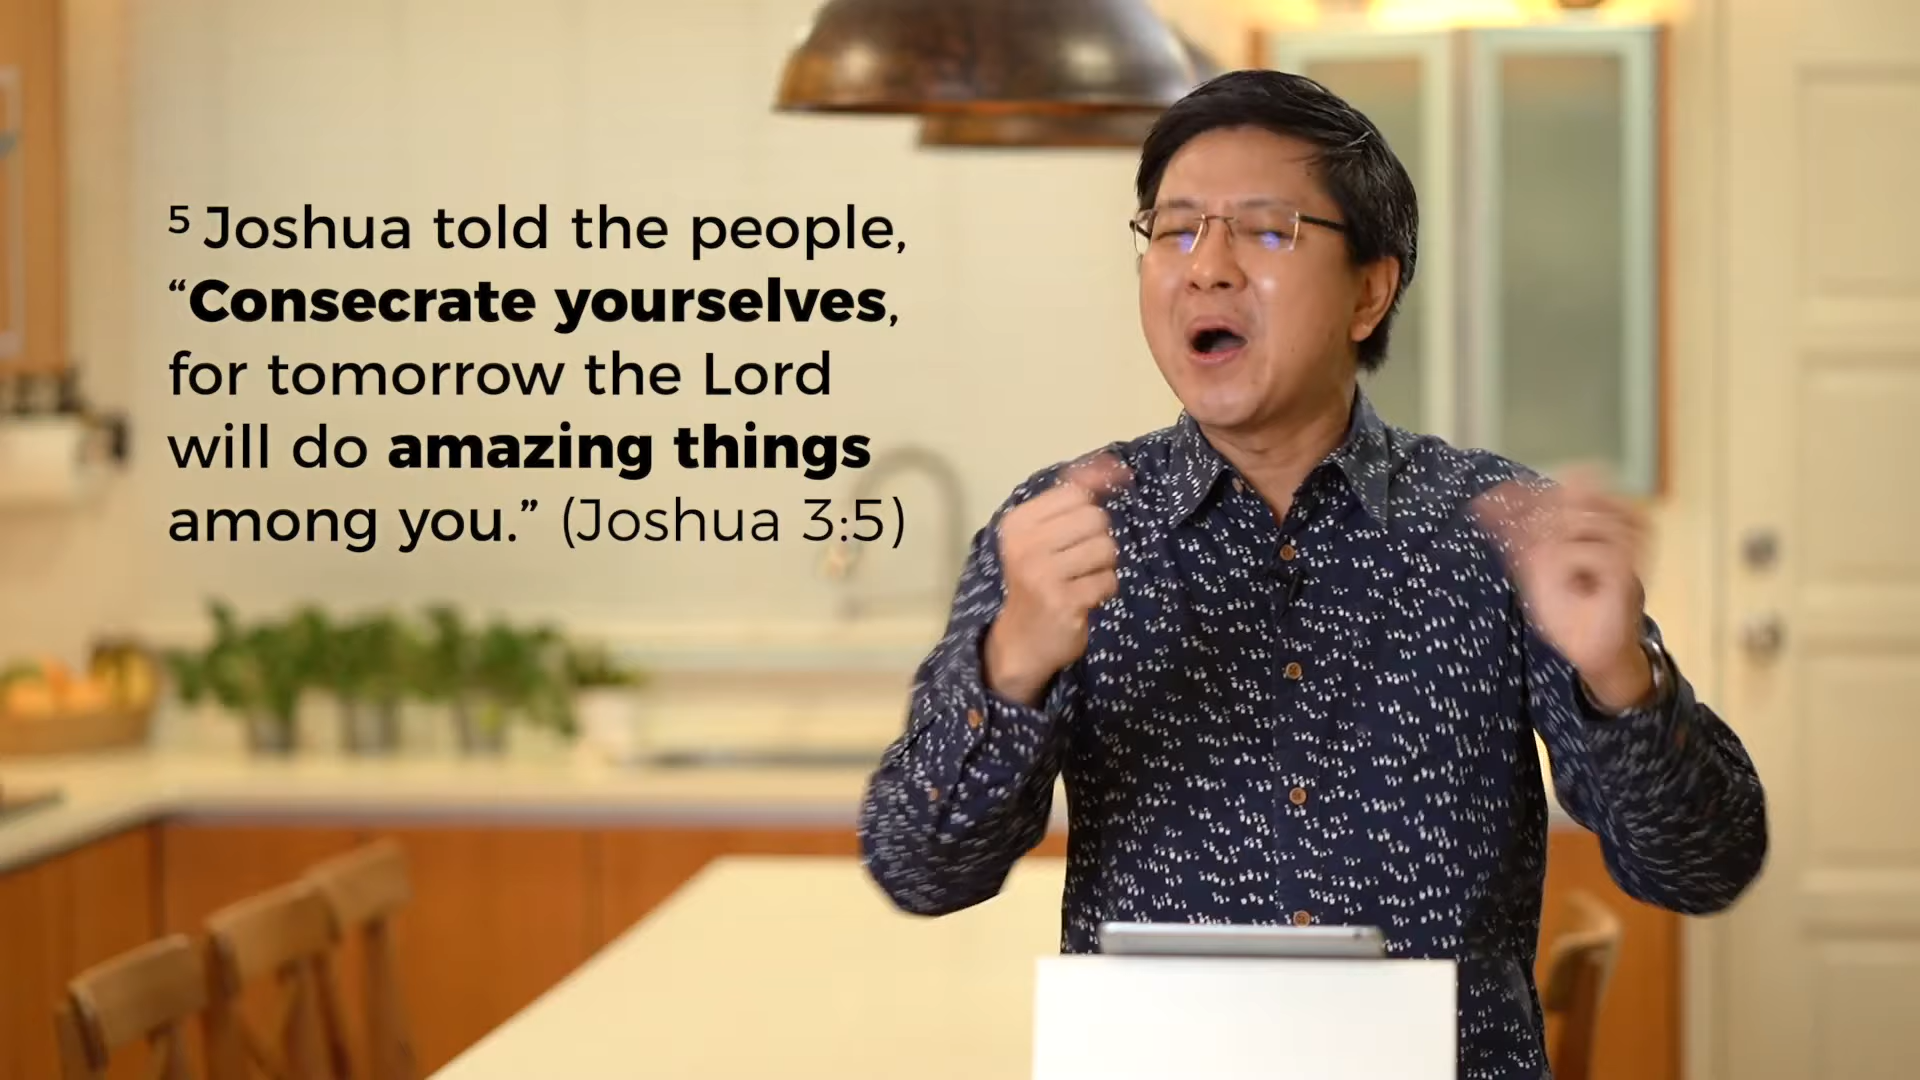 5 Joshua told the people,
“Consecrate yourselves,
for tomorrow the Lord
will do amazing things
among you.” (Joshua 3:5)